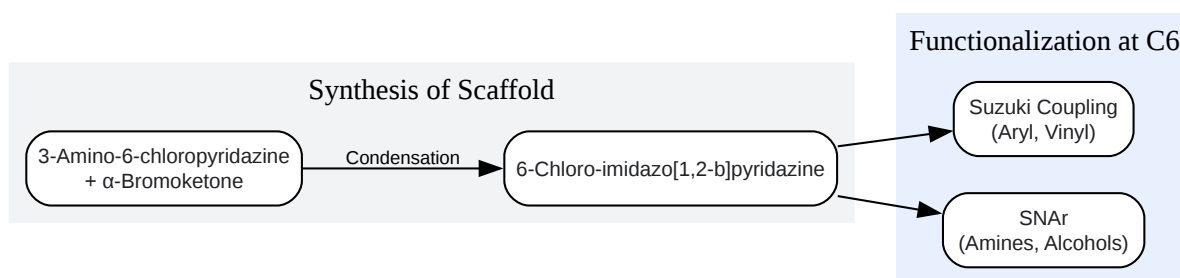 Functionalization at C6
Synthesis of Scaffold
3-Amino-6-chloropyridazine
+ α-Bromoketone
Condensation
6-Chloro-imidazo[1,2-b]pyridazine
Suzuki Coupling
(Aryl, Vinyl)
SNAr
(Amines, Alcohols)